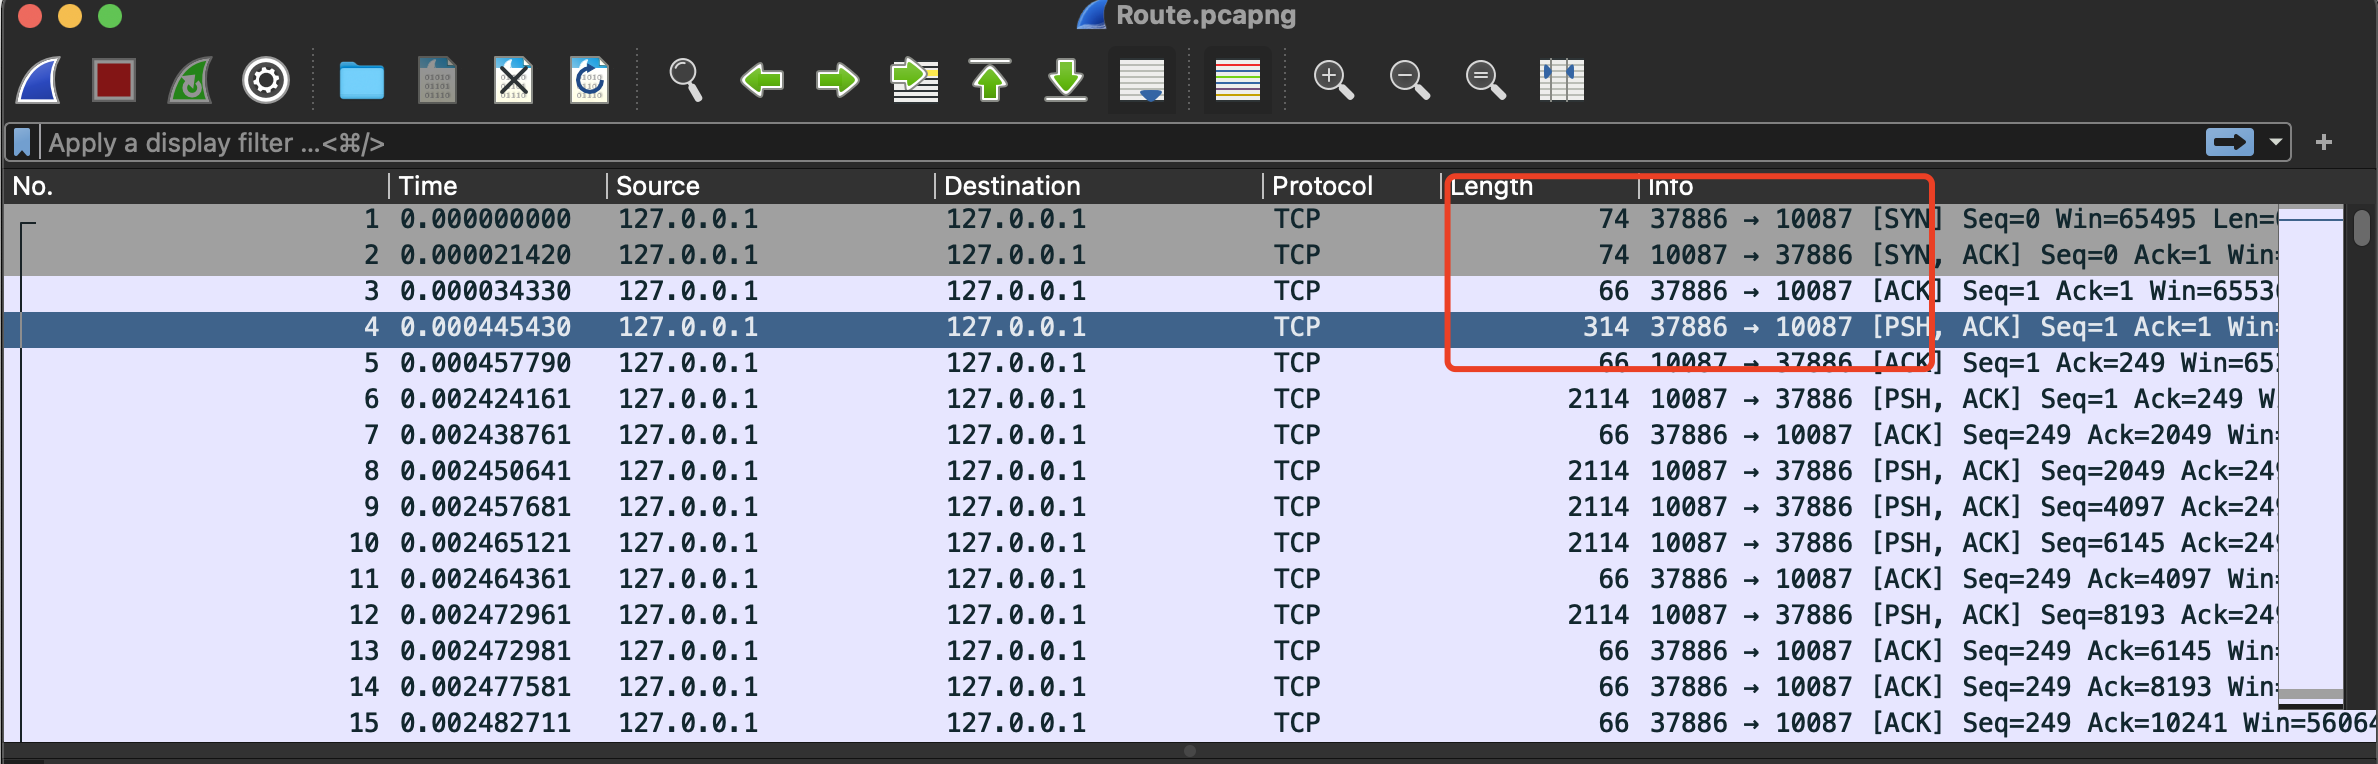 Route.pcapng
Apply a display filter ...<⌘/>
No. Time Source Destination Protocol Length Info
1 0.000000000 127.0.0.1 127.0.0.1 TCP 74 37886 → 10087 [SYN] Seq=0 Win=65495 Len=
2 0.000021420 127.0.0.1 127.0.0.1 TCP 74 10087 → 37886 [SYN, ACK] Seq=0 Ack=1 Win=
3 0.000034330 127.0.0.1 127.0.0.1 TCP 66 37886 → 10087 [ACK] Seq=1 Ack=1 Win=6553
4 0.000445430 127.0.0.1 127.0.0.1 TCP 314 37886 → 10087 [PSH, ACK] Seq=1 Ack=1 Win=
5 0.000457790 127.0.0.1 127.0.0.1 TCP 66 10087 → 37886 [ACK] Seq=1 Ack=249 Win=65
6 0.002424161 127.0.0.1 127.0.0.1 TCP 2114 10087 → 37886 [PSH, ACK] Seq=1 Ack=249 W
7 0.002438761 127.0.0.1 127.0.0.1 TCP 66 37886 → 10087 [ACK] Seq=249 Ack=2049 Win=
8 0.002450641 127.0.0.1 127.0.0.1 TCP 2114 10087 → 37886 [PSH, ACK] Seq=2049 Ack=249
9 0.002457681 127.0.0.1 127.0.0.1 TCP 2114 10087 → 37886 [PSH, ACK] Seq=4097 Ack=249
10 0.002465121 127.0.0.1 127.0.0.1 TCP 2114 10087 → 37886 [PSH, ACK] Seq=6145 Ack=249
11 0.002464361 127.0.0.1 127.0.0.1 TCP 66 37886 → 10087 [ACK] Seq=249 Ack=4097 Win=
12 0.002472961 127.0.0.1 127.0.0.1 TCP 2114 10087 → 37886 [PSH, ACK] Seq=8193 Ack=249
13 0.002472981 127.0.0.1 127.0.0.1 TCP 66 37886 → 10087 [ACK] Seq=249 Ack=6145 Win=
14 0.002477581 127.0.0.1 127.0.0.1 TCP 66 37886 → 10087 [ACK] Seq=249 Ack=8193 Win=
15 0.002482711 127.0.0.1 127.0.0.1 TCP 66 37886 → 10087 [ACK] Seq=249 Ack=10241 Win=56064